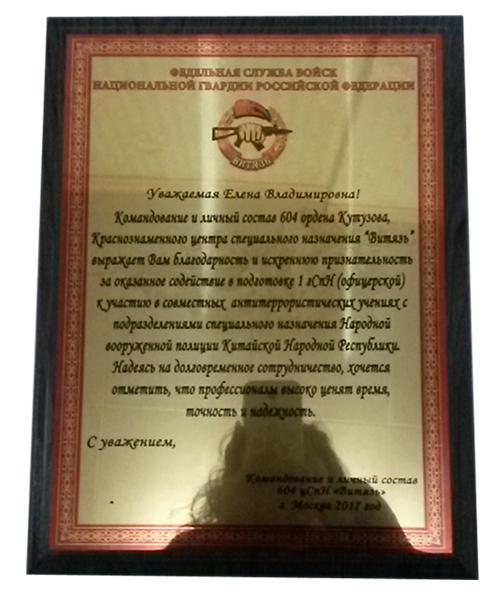 ФЕДЕЛЬНАЯ СЛУЖБА ВОЙСК
НАЦИОНАЛЬНОЙ ГВАРДИИ РОССИЙСКОЙ ФЕДЕРАЦИИ
ВИТЯЗЬ
Уважаемая Елена Владимировна!
Командование и личный состав 604 ордена Кутузова,
Краснознаменного центра специального назначения "Витязь"
выражает Вам благодарность и искреннюю признательность
за оказанное содействие в подготовке 1 гСпН (офицерской)
к участию в совместных антитеррористических учениях с
подразделениями специального назначения Народной
вооруженной полиции Китайской Народной Республики.
Надеясь на долговременное сотрудничество, хочется
отметить, что профессионалы высоко ценят время,
точность и надежность.
С уважением,
Командование и личный состав
604 цСпН «Витязь»
г. Москва 2017 год